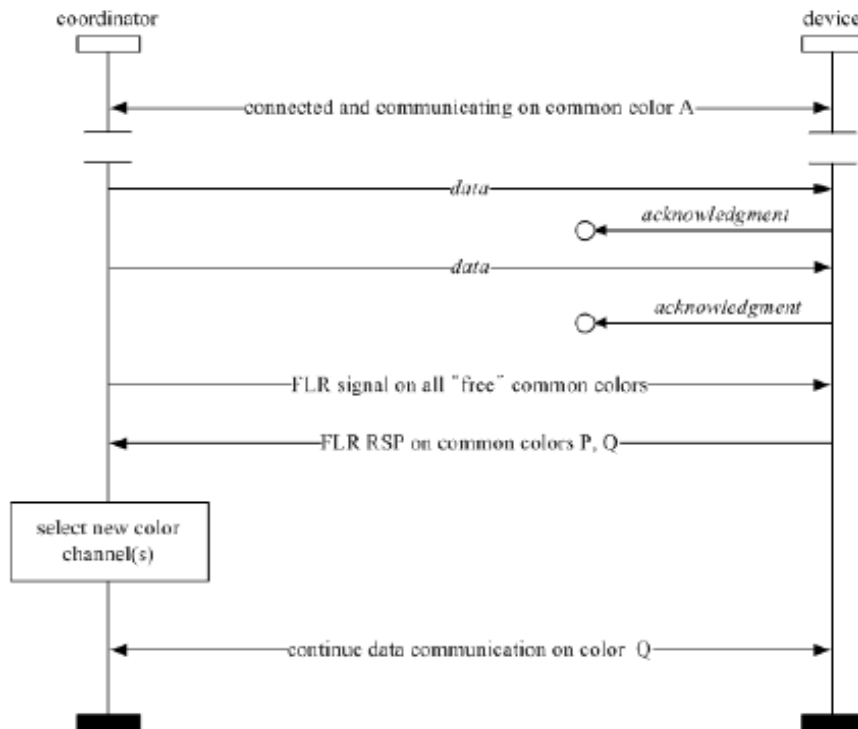 coordinator
device
connected and communicating on common color A
data
acknowledgment
data
acknowledgment
FLR signal on all "free" common colors
FLR RSP on common colors P, Q
select new color
channel(s)
continue data communication on color Q